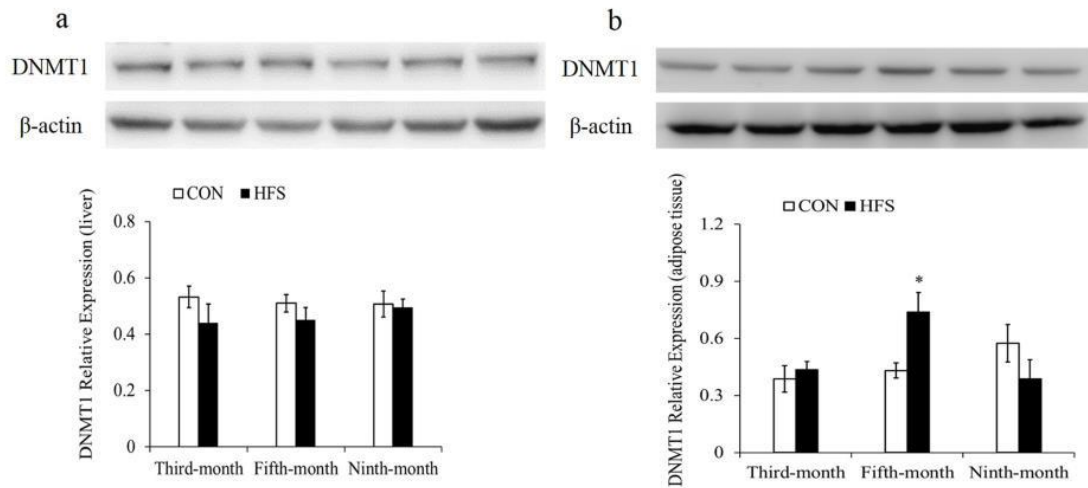 a
DNMT1
β-actin
DNMT1 Relative Expression (liver)
CON HFS
0.8
0.6
0.4
0.2
0
Third-month Fifth-month Ninth-month
b
DNMT1
β-actin
DNMT1 Relative Expression (adipose tissue)
CON HFS
1.2
0.9
0.6
0.3
0
*
Third-month Fifth-month Ninth-month